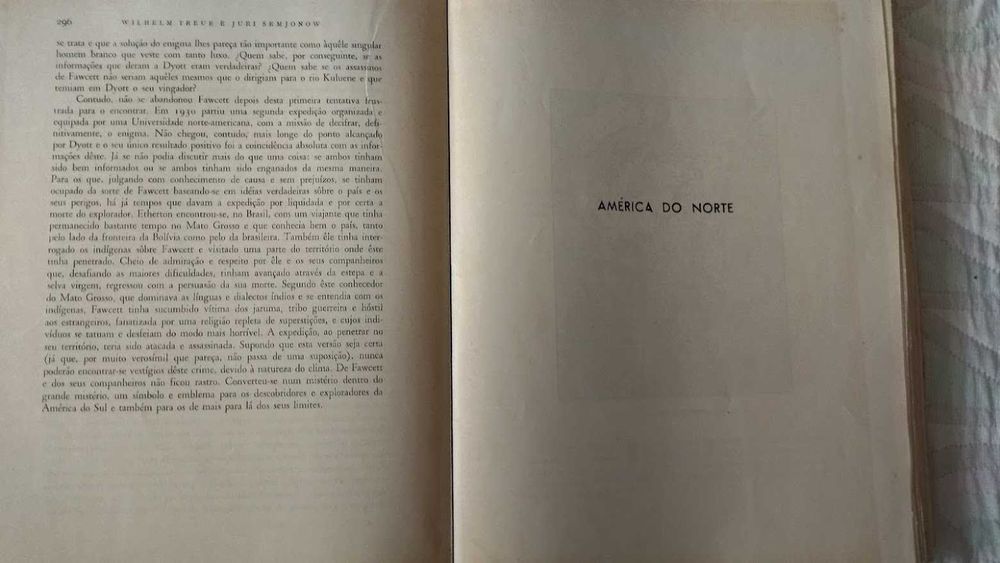 296 WILHELM TREUE E JURI SEMJONOW
se trata e que a solução do enigma lhes pareça tão importante como àquêle singular
homem branco que veste com tanto luxo. ¿Quem sabe, por conseguinte, se as
informações que deram a Dyott eram verdadeiras? ¿Quem sabe se os assassinos
de Fawcett não seriam aquêles mesmos que o dirigiam para o rio Kuluene e que
temiam em Dyott o seu vingador?
Contudo, não se abandonou Fawcett depois desta primeira tentativa frus-
trada para o encontrar. Em 1930 partiu uma segunda expedição organizada e
equipada por uma Universidade norte-americana, com a missão de decifrar, defi-
nitivamente, o enigma. Não chegou, contudo, mais longe do ponto alcançado
por Dyott e o seu único resultado positivo foi a coincidência absoluta com as infor-
mações dêste. Já se não podia discutir mais do que uma coisa: se ambos tinham
sido bem informados ou se ambos tinham sido enganados da mesma maneira.
Para os que, julgando com conhecimento de causa e sem prejuízos, se tinham
ocupado da sorte de Fawcett baseando-se em idéias verdadeiras sôbre o país e os
seus perigos, há já tempos que davam a expedição por liquidada e por certa a
morte do explorador. Etherton encontrou-se, no Brasil, com um viajante que tinha
permanecido bastante tempo no Mato Grosso e que conhecia bem o país, tanto
pelo lado da fronteira da Bolívia como pelo da brasileira. Também êle tinha inter-
rogado os indígenas sôbre Fawcett e visitado uma parte do território onde êste
tinha penetrado. Cheio de admiração e respeito por êle e os seus companheiros
que, desafiando as maiores dificuldades, tinham avançado através da estepa e a
selva virgem, regressou com a persuasão da sua morte. Segundo êste conhecedor
do Mato Grosso, que dominava as línguas e dialectos índios e se entendia com os
indígenas, Fawcett tinha sucumbido vítima dos jaruma, tribo guerreira e hóstil
aos estrangeiros, fanatizada por uma religião repleta de superstições, e cujos indi-
víduos se tatuam e desfeiam do modo mais horrível. A expedição, ao penetrar no
seu território, teria sido atacada e assassinada. Supondo que esta versão seja certa
(já que, por muito verosímil que pareça, não passa de uma suposição), nunca
poderão encontrar-se vestígios dêste crime, devido à natureza do clima. De Fawcett
e dos seus companheiros não ficou rastro. Converteu-se num mistério dentro do
grande mistério, um símbolo e emblema para os descobridores e exploradores da
América do Sul e também para os de mais para lá dos seus limites.
AMÉRICA DO NORTE